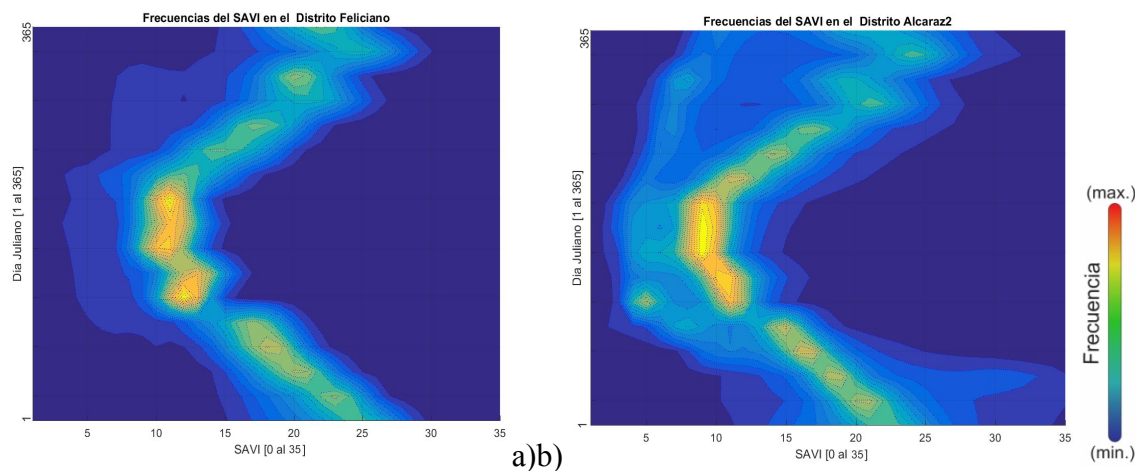 Frecuencias del SAVI en el Distrito Feliciano
365
Día Juliano [1 al 365]
1
5 10 15 20 25 30 35
SAVI [0 al 35]
a)b)
Frecuencias del SAVI en el Distrito Alcaraz2
365
Día Juliano [1 al 365]
1
5 10 15 20 25 30 35
SAVI [0 al 35]
(max.)
Frecuencia
(min.)